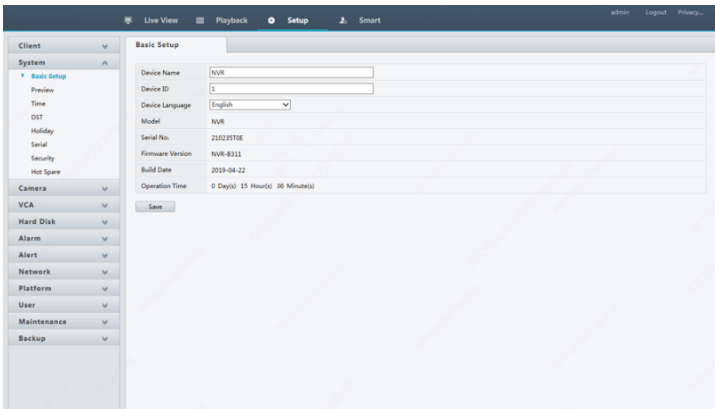 admin Logout Privacy...
Live View Playback Setup Smart
Client
System
Basic Setup
Preview
Time
DST
Holiday
Serial
Security
Hot Spare
Camera
VCA
Hard Disk
Alarm
Alert
Network
Platform
User
Maintenance
Backup
Basic Setup
Device Name NVR
Device ID 1
Device Language English
Model NVR
Serial No. 210235T0E
Firmware Version NVR-B311
Build Date 2019-04-22
Operation Time 0 Day(s) 15 Hour(s) 36 Minute(s)
Save